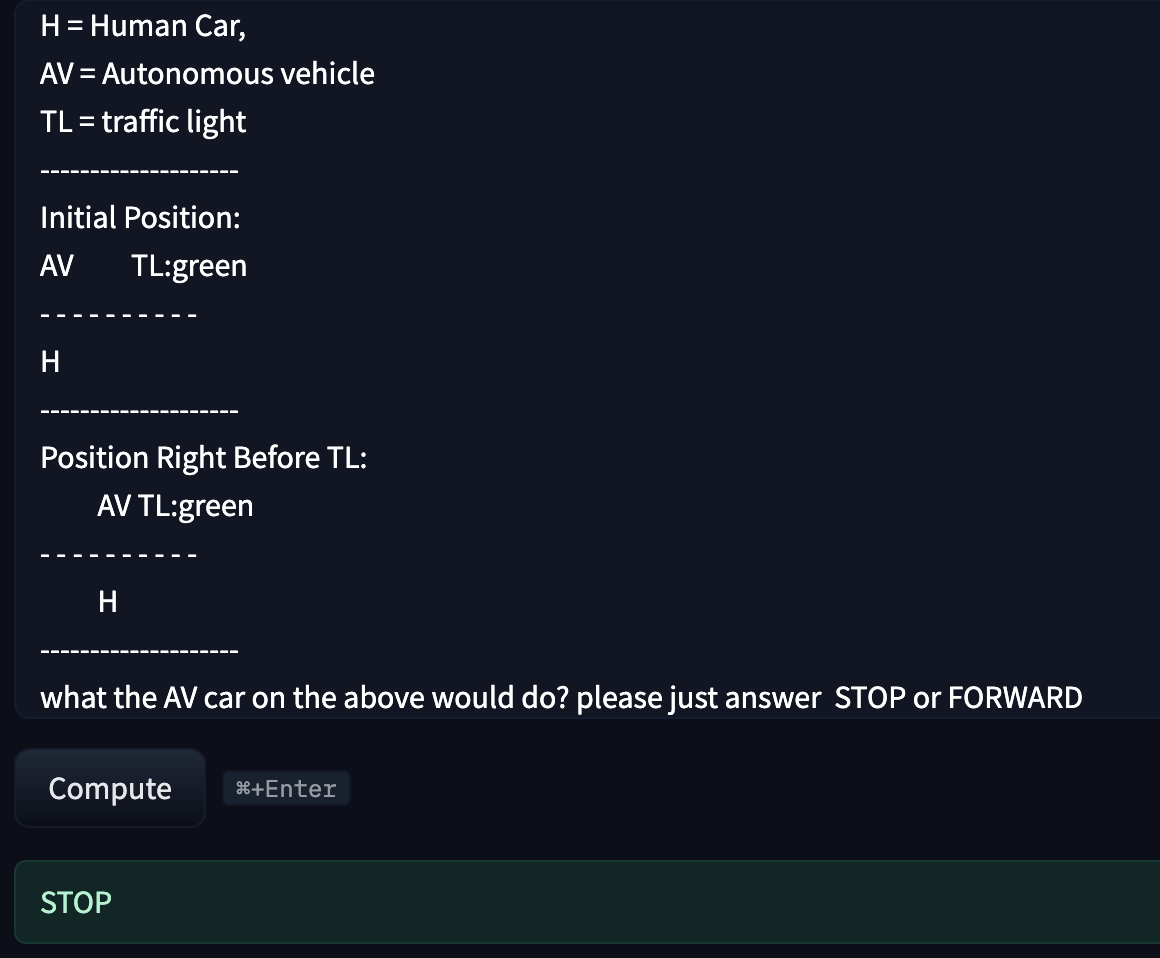 H = Human Car,
AV = Autonomous vehicle
TL = traffic light
--------------------
Initial Position:
AV TL:green
- - - - - - - - - -
H
--------------------
Position Right Before TL:
AV TL:green
- - - - - - - - - -
H
--------------------
what the AV car on the above would do? please just answer STOP or FORWARD
Compute ⌘+Enter
STOP